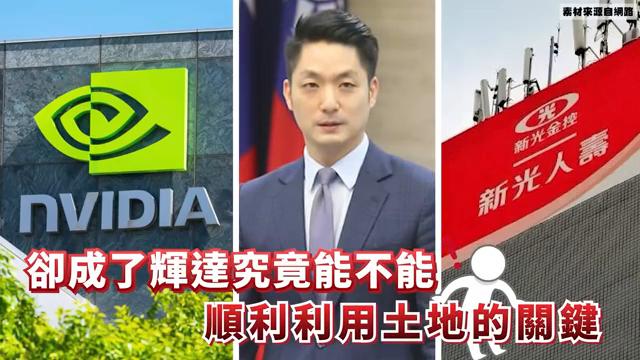 素材來源自網路
NVIDIA
新光金控
新光人壽
卻成了輝達究竟能不能
順利利用土地的關鍵